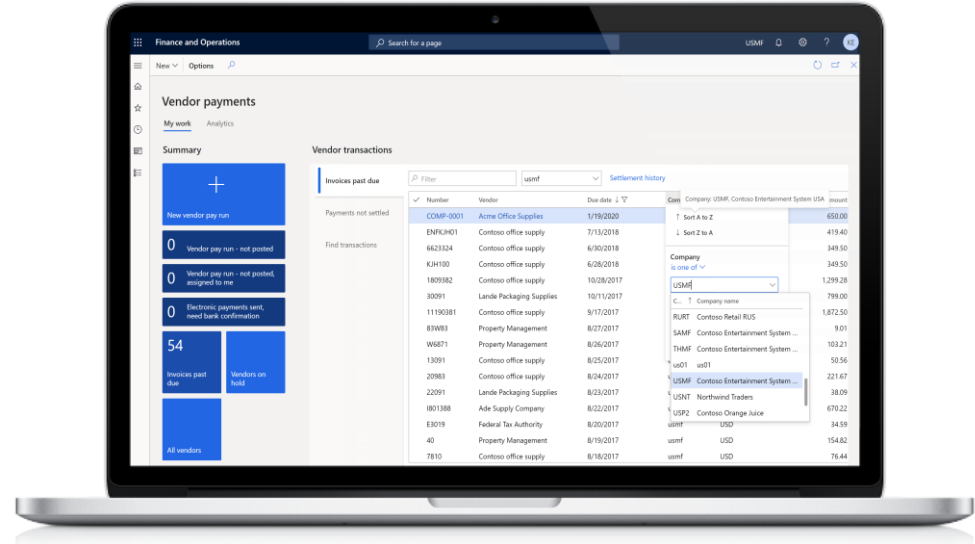 Finance and Operations
Search for a page
USMF
?
KE
New
Options
Vendor payments
My work
Analytics
Summary
New vendor pay run
0 Vendor pay run - not posted
0 Vendor pay run - not posted,
assigned to me
0 Electronic payments sent,
need bank confirmation
54
Invoices past
due
Vendors on
hold
All vendors
Vendor transactions
Invoices past due
Payments not settled
Find transactions
Filter
usmf
Settlement history
Number Vendor Due date Com Company: USMF, Contoso Entertainment System USA mount
COMP-0001 Acme Office Supplies 1/19/2020 650.00
ENFKJH01 Contoso office supply 7/13/2018 419.40
6623324 Contoso office supply 6/30/2018 349.50
KJH100 Contoso office supply 6/28/2018 349.50
1809382 Contoso office supply 10/28/2017 1,299.28
30091 Lande Packaging Supplies 10/11/2017 799.00
11190381 Contoso office supply 9/17/2017 1,872.50
83W83 Property Management 8/27/2017 9.01
W6871 Property Management 8/26/2017 103.21
13091 Contoso office supply 8/25/2017 50.56
20983 Contoso office supply 8/24/2017 221.67
22091 Lande Packaging Supplies 8/23/2017 38.09
I801388 Ade Supply Company 8/22/2017 670.22
E3019 Federal Tax Authority 8/20/2017 usmf USD 34.59
40 Property Management 8/19/2017 usmf USD 154.82
7810 Contoso office supply 8/18/2017 usmf USD 76.44
Sort A to Z
Sort Z to A
Company
is one of
USMF
C... Company name
RURT Contoso Retail RUS
SAMF Contoso Entertainment System ...
THMF Contoso Entertainment System ...
us01 us01
USMF Contoso Entertainment System ...
USNT Northwind Traders
USP2 Contoso Orange Juice